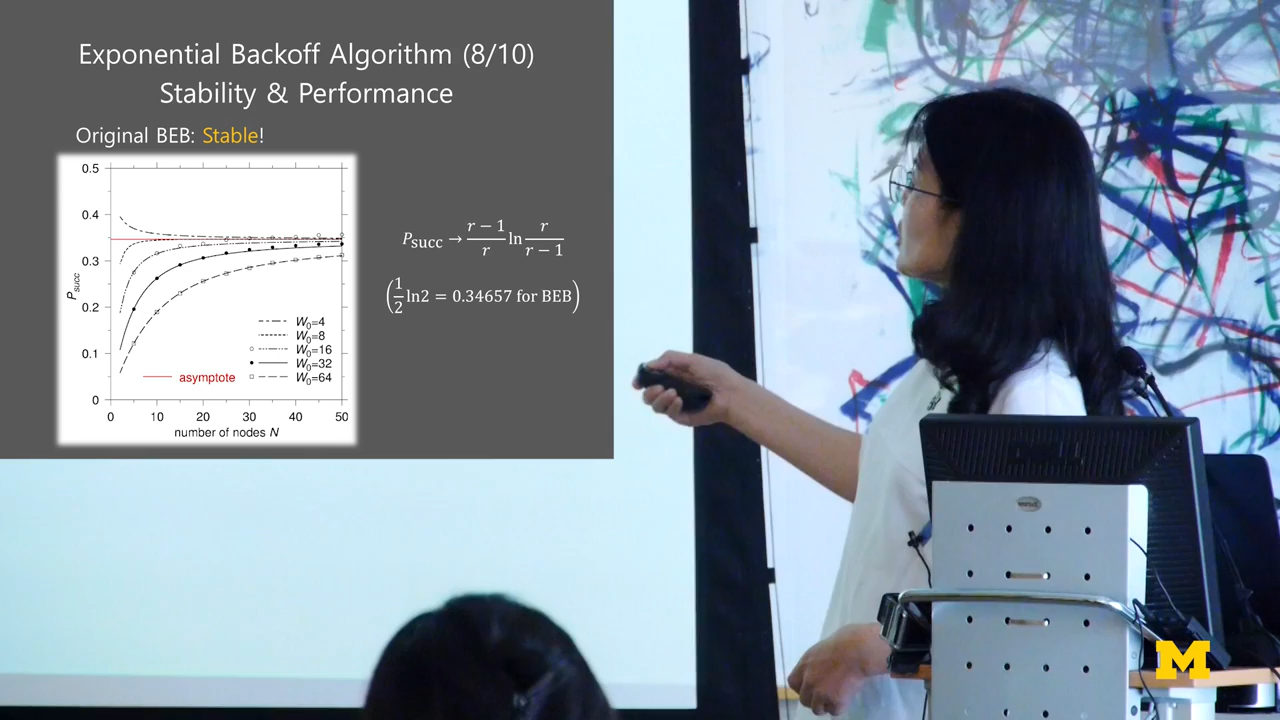 Exponential Backoff Algorithm (8/10)
Stability & Performance
Original BEB: Stable!
0.5
0.4
0.3
0.2
0.1
0
P_succ
0 10 20 30 40 50
number of nodes N
W₀=4
W₀=8
W₀=16
W₀=32
W₀=64
asymptote
P_succ → (r − 1)/r ln r/(r − 1)
(1/2 ln2 = 0.34657 for BEB)
DELL
M